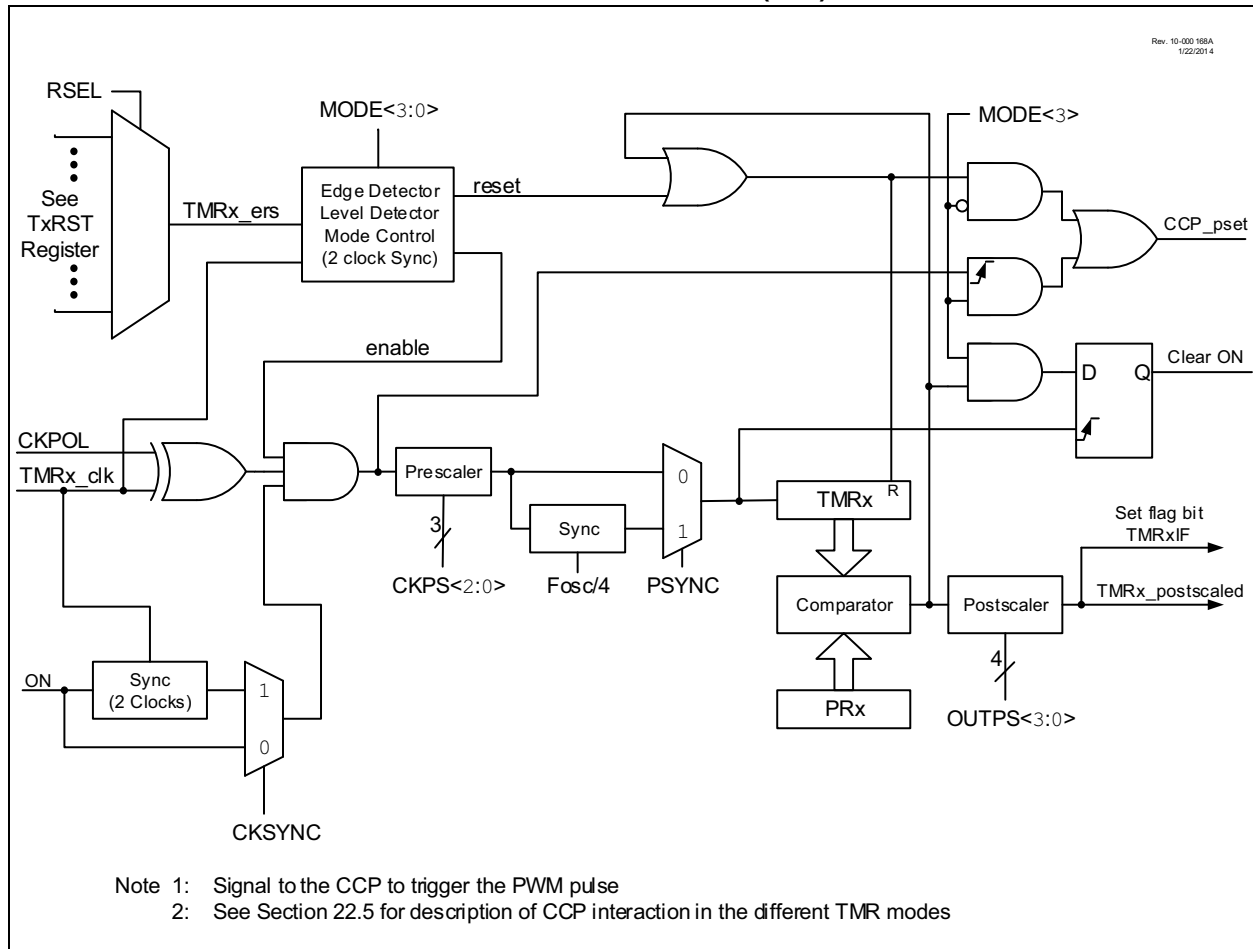 (
)
Rev. 10-000 168A
1/22/2014
RSEL
MODE<3:0>
MODE<3>
See
TxRST
Register
TMRx_ers
Edge Detector
Level Detector
Mode Control
(2 clock Sync)
reset
CCP_pset
enable
D
Q
Clear ON
CKPOL
TMRx_clk
Prescaler
3
CKPS<2:0>
Sync
Fosc/4
0
1
PSYNC
TMRx
R
Comparator
PRx
Set flag bit
TMRxIF
Postscaler
TMRx_postscaled
4
OUTPS<3:0>
ON
Sync
(2 Clocks)
1
0
CKSYNC
Note 1: Signal to the CCP to trigger the PWM pulse
2: See Section 22.5 for description of CCP interaction in the different TMR modes